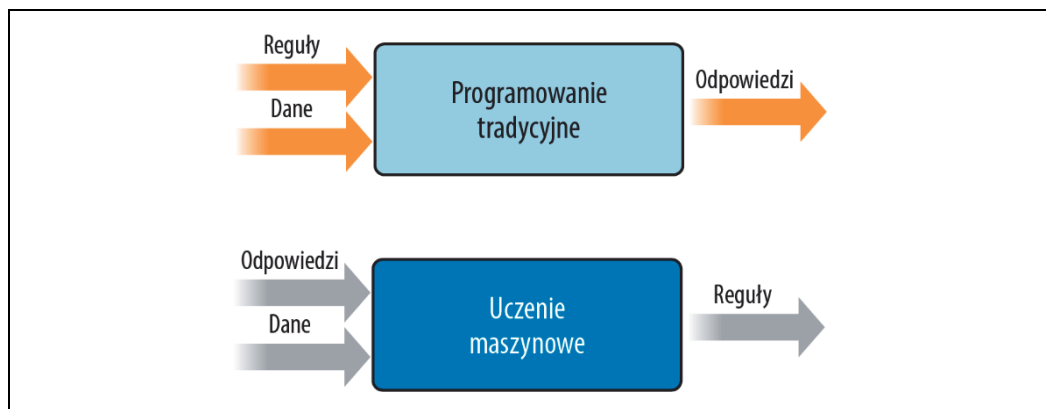 Reguły
Dane
Programowanie
tradycyjne
Odpowiedzi
Odpowiedzi
Dane
Uczenie
maszynowe
Reguły